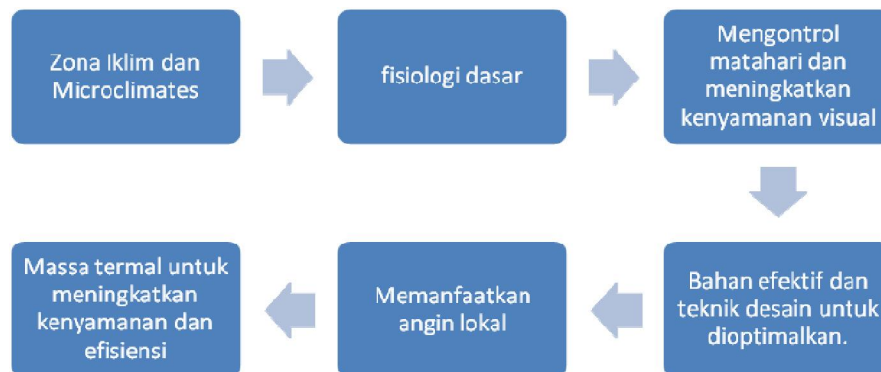 Zona Iklim dan
Microclimates
fisiologi dasar
Mengontrol
matahari dan
meningkatkan
kenyamanan visual
Bahan efektif dan
teknik desain untuk
dioptimalkan.
Memanfaatkan
angin lokal
Massa termal untuk
meningkatkan
kenyamanan dan
efisiensi